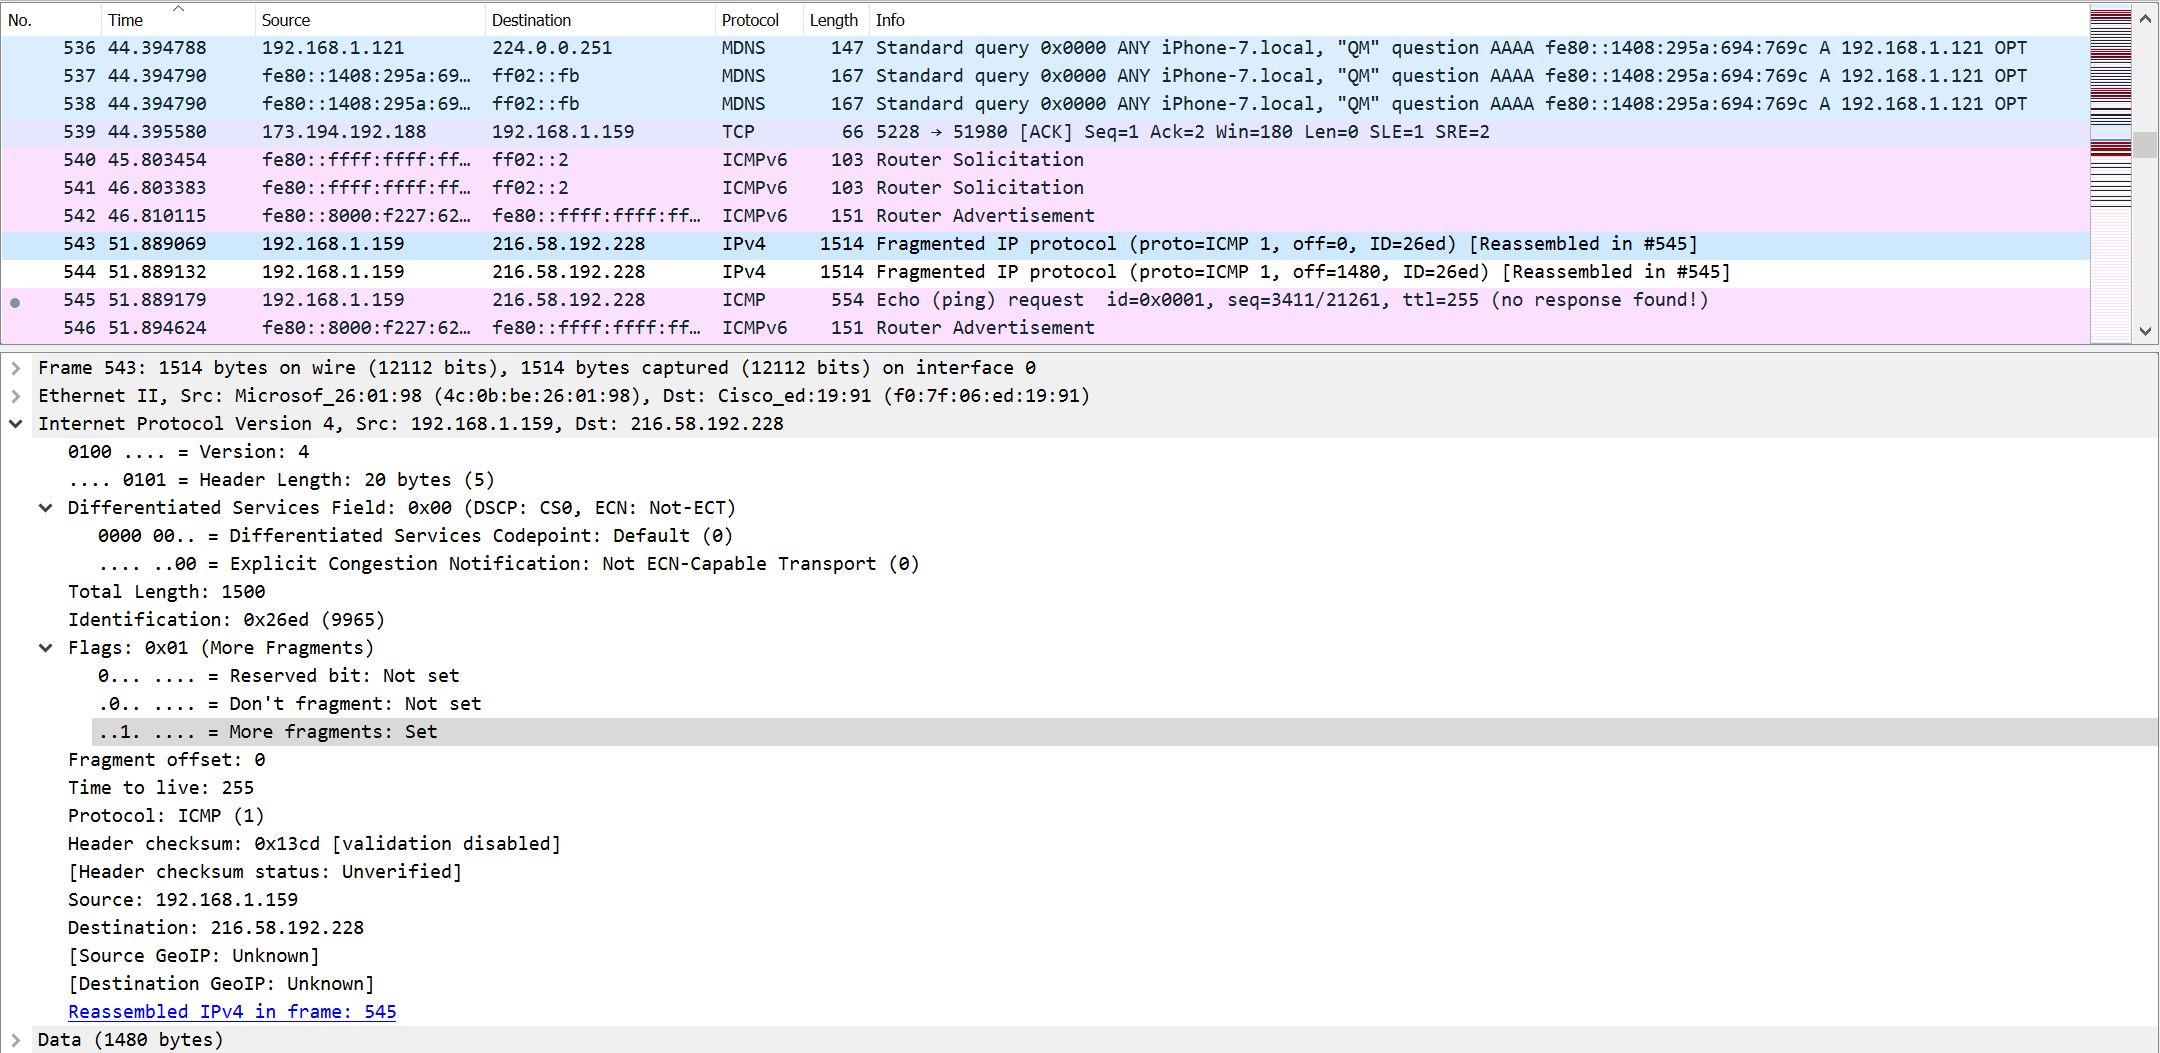 No. Time Source Destination Protocol Length Info
536 44.394788 192.168.1.121 224.0.0.251 MDNS 147 Standard query 0x0000 ANY iPhone-7.local, "QM" question AAAA fe80::1408:295a:694:769c A 192.168.1.121 OPT
537 44.394790 fe80::1408:295a:69… ff02::fb MDNS 167 Standard query 0x0000 ANY iPhone-7.local, "QM" question AAAA fe80::1408:295a:694:769c A 192.168.1.121 OPT
538 44.394790 fe80::1408:295a:69… ff02::fb MDNS 167 Standard query 0x0000 ANY iPhone-7.local, "QM" question AAAA fe80::1408:295a:694:769c A 192.168.1.121 OPT
539 44.395580 173.194.192.188 192.168.1.159 TCP 66 5228 → 51980 [ACK] Seq=1 Ack=2 Win=180 Len=0 SLE=1 SRE=2
540 45.803454 fe80::ffff:ffff:ff… ff02::2 ICMPv6 103 Router Solicitation
541 46.803383 fe80::ffff:ffff:ff… ff02::2 ICMPv6 103 Router Solicitation
542 46.810115 fe80::8000:f227:62… fe80::ffff:ffff:ff… ICMPv6 151 Router Advertisement
543 51.889069 192.168.1.159 216.58.192.228 IPv4 1514 Fragmented IP protocol (proto=ICMP 1, off=0, ID=26ed) [Reassembled in #545]
544 51.889132 192.168.1.159 216.58.192.228 IPv4 1514 Fragmented IP protocol (proto=ICMP 1, off=1480, ID=26ed) [Reassembled in #545]
545 51.889179 192.168.1.159 216.58.192.228 ICMP 554 Echo (ping) request  id=0x0001, seq=3411/21261, ttl=255 (no response found!)
546 51.894624 fe80::8000:f227:62… fe80::ffff:ffff:ff… ICMPv6 151 Router Advertisement
Frame 543: 1514 bytes on wire (12112 bits), 1514 bytes captured (12112 bits) on interface 0
Ethernet II, Src: Microsof_26:01:98 (4c:0b:be:26:01:98), Dst: Cisco_ed:19:91 (f0:7f:06:ed:19:91)
Internet Protocol Version 4, Src: 192.168.1.159, Dst: 216.58.192.228
0100 .... = Version: 4
.... 0101 = Header Length: 20 bytes (5)
Differentiated Services Field: 0x00 (DSCP: CS0, ECN: Not-ECT)
0000 00.. = Differentiated Services Codepoint: Default (0)
.... ..00 = Explicit Congestion Notification: Not ECN-Capable Transport (0)
Total Length: 1500
Identification: 0x26ed (9965)
Flags: 0x01 (More Fragments)
0... .... = Reserved bit: Not set
.0.. .... = Don't fragment: Not set
..1. .... = More fragments: Set
Fragment offset: 0
Time to live: 255
Protocol: ICMP (1)
Header checksum: 0x13cd [validation disabled]
[Header checksum status: Unverified]
Source: 192.168.1.159
Destination: 216.58.192.228
[Source GeoIP: Unknown]
[Destination GeoIP: Unknown]
Reassembled IPv4 in frame: 545
Data (1480 bytes)